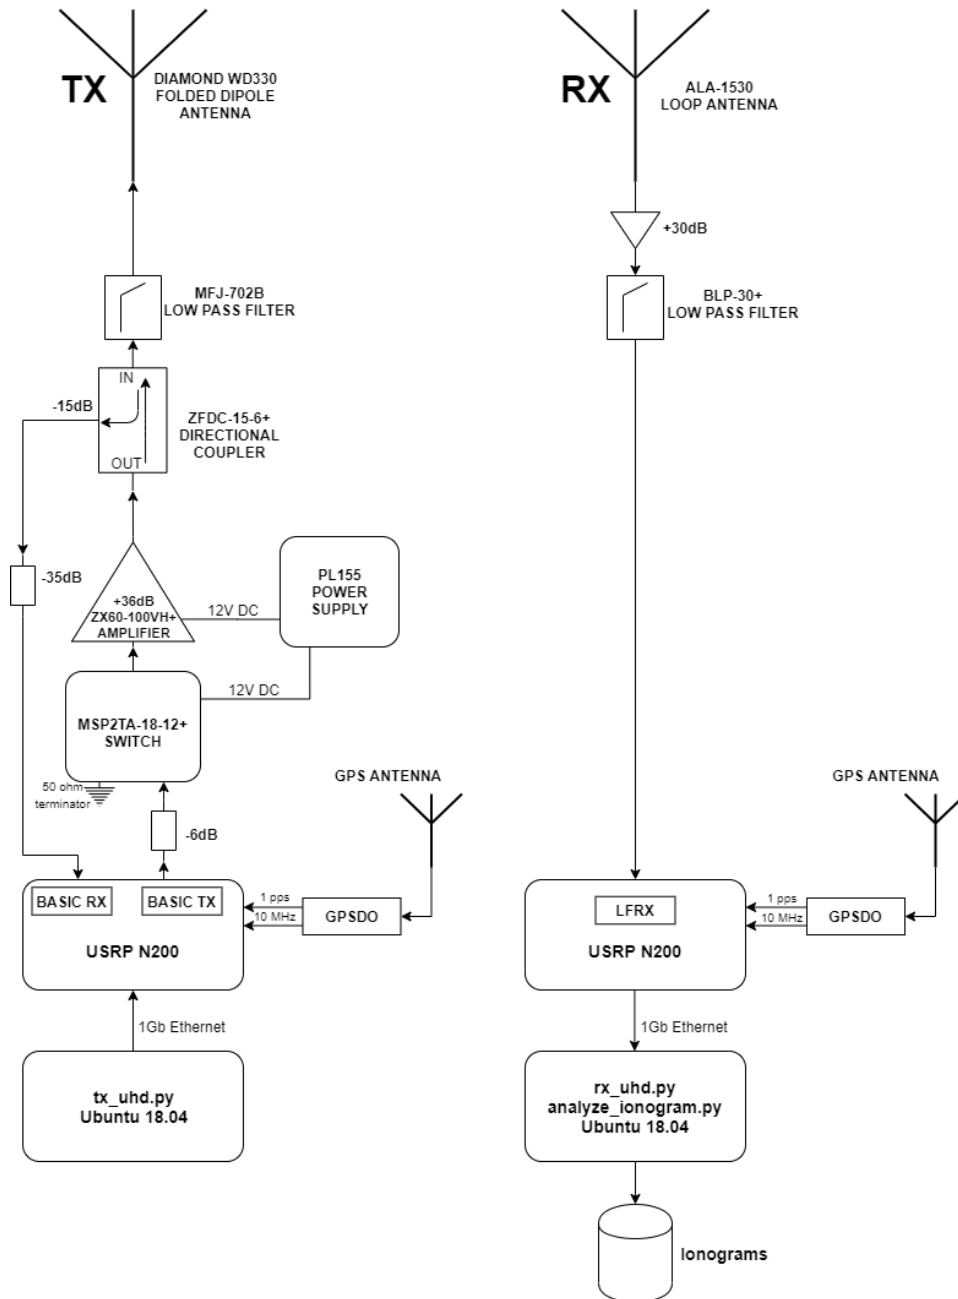 TX
DIAMOND WD330
FOLDED DIPOLE
ANTENNA
MFJ-702B
LOW PASS FILTER
IN
-15dB
ZFDC-15-6+
DIRECTIONAL
COUPLER
OUT
-35dB
+36dB
ZX60-100VH+
AMPLIFIER
12V DC
PL155
POWER
SUPPLY
12V DC
MSP2TA-18-12+
SWITCH
50 ohm
terminator
-6dB
GPS ANTENNA
BASIC RX
BASIC TX
USRP N200
1 pps
10 MHz
GPSDO
1Gb Ethernet
tx_uhd.py
Ubuntu 18.04
RX
ALA-1530
LOOP ANTENNA
+30dB
BLP-30+
LOW PASS FILTER
GPS ANTENNA
LFRX
USRP N200
1 pps
10 MHz
GPSDO
1Gb Ethernet
rx_uhd.py
analyze_ionogram.py
Ubuntu 18.04
Ionograms